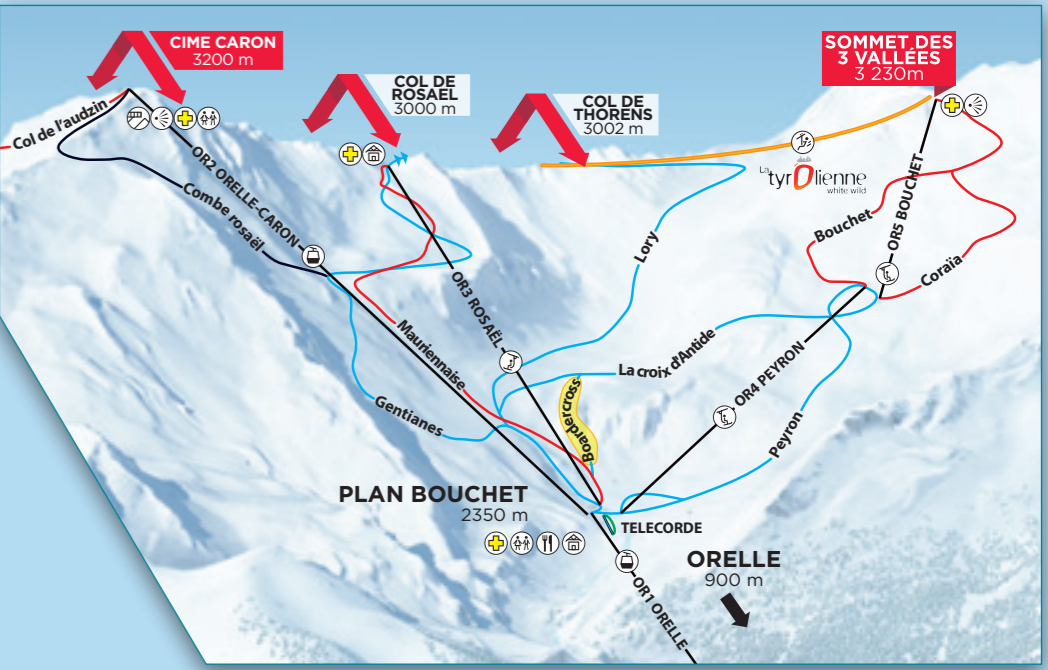 CIME CARON
3200 m
COL DE
ROSAEL
3000 m
COL DE
THORENS
3002 m
SOMMET DES
3 VALLÉES
3 230m
Col de l'audzin
OR2 ORELLE-CARON
Combe rosaël
La
tyrOlienne
white wild
Bouchet
OR5 BOUCHET
Coraïa
Lory
OR3 ROSAËL
Mauriennaise
Gentianes
La croix d'Antide
Boardercross
OR4 PEYRON
Peyron
PLAN BOUCHET
2350 m
TELECORDE
ORELLE
900 m
OR1 ORELLE